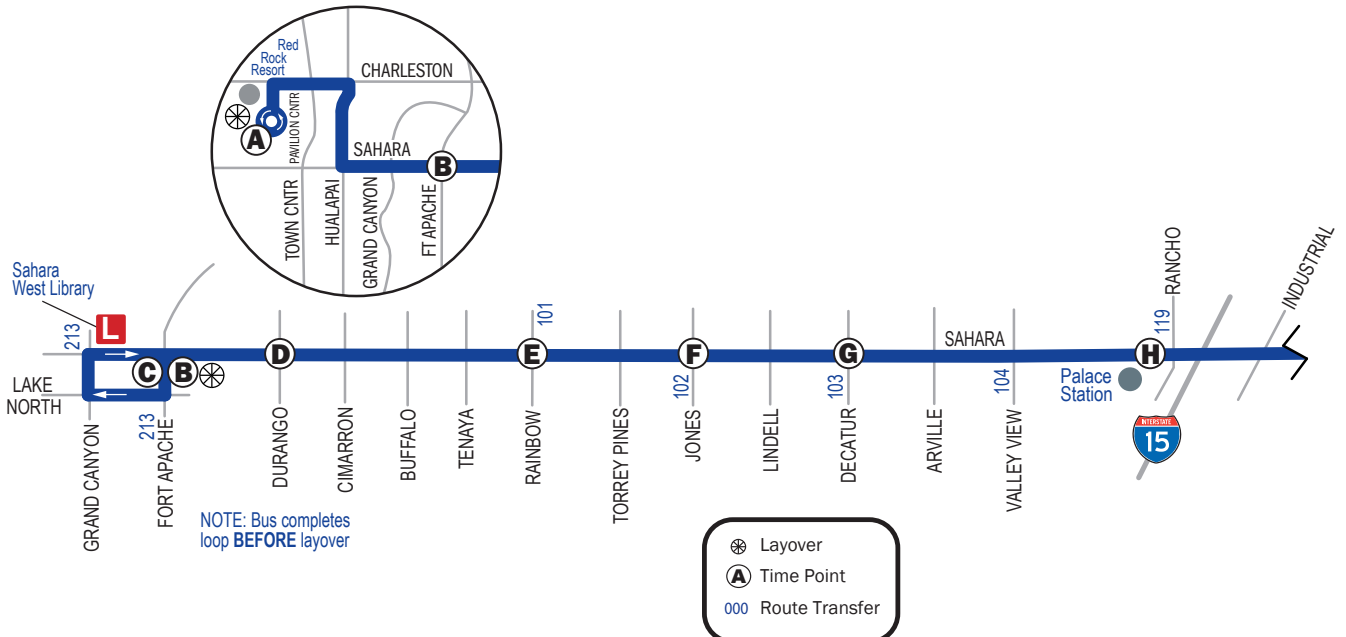 Red
Rock
Resort
CHARLESTON
PAVILION CNTR
A
SAHARA
B
TOWN CNTR
HUALAPAI
GRAND CANYON
FT APACHE
Sahara
West Library
L
213
101
119
RANCHO
INDUSTRIAL
C
B
D
E
F
G
SAHARA
H
LAKE
NORTH
213
102
103
104
Palace
Station
INTERSTATE
15
GRAND CANYON
FORT APACHE
DURANGO
CIMARRON
BUFFALO
TENAYA
RAINBOW
TORREY PINES
JONES
LINDELL
DECATUR
ARVILLE
VALLEY VIEW
NOTE: Bus completes
loop BEFORE layover
Layover
A Time Point
000 Route Transfer